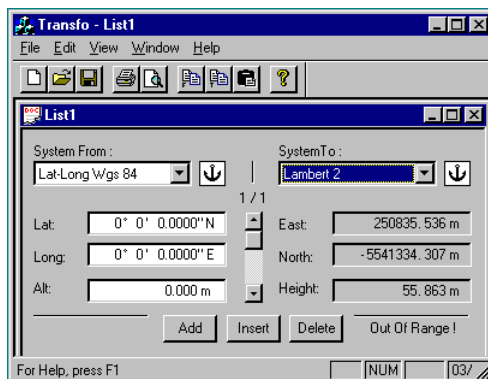 Transfo - List1
File Edit View Window Help
List1
System From : SystemTo :
Lat-Long Wgs 84 Lambert 2
1 / 1
Lat: 0° 0' 0.0000'' N East: 250835.536 m
Long: 0° 0' 0.0000'' E North: -5541334.307 m
Alt: 0.000 m Height: 55.863 m
Add Insert Delete Out Of Range !
For Help, press F1 NUM 03/